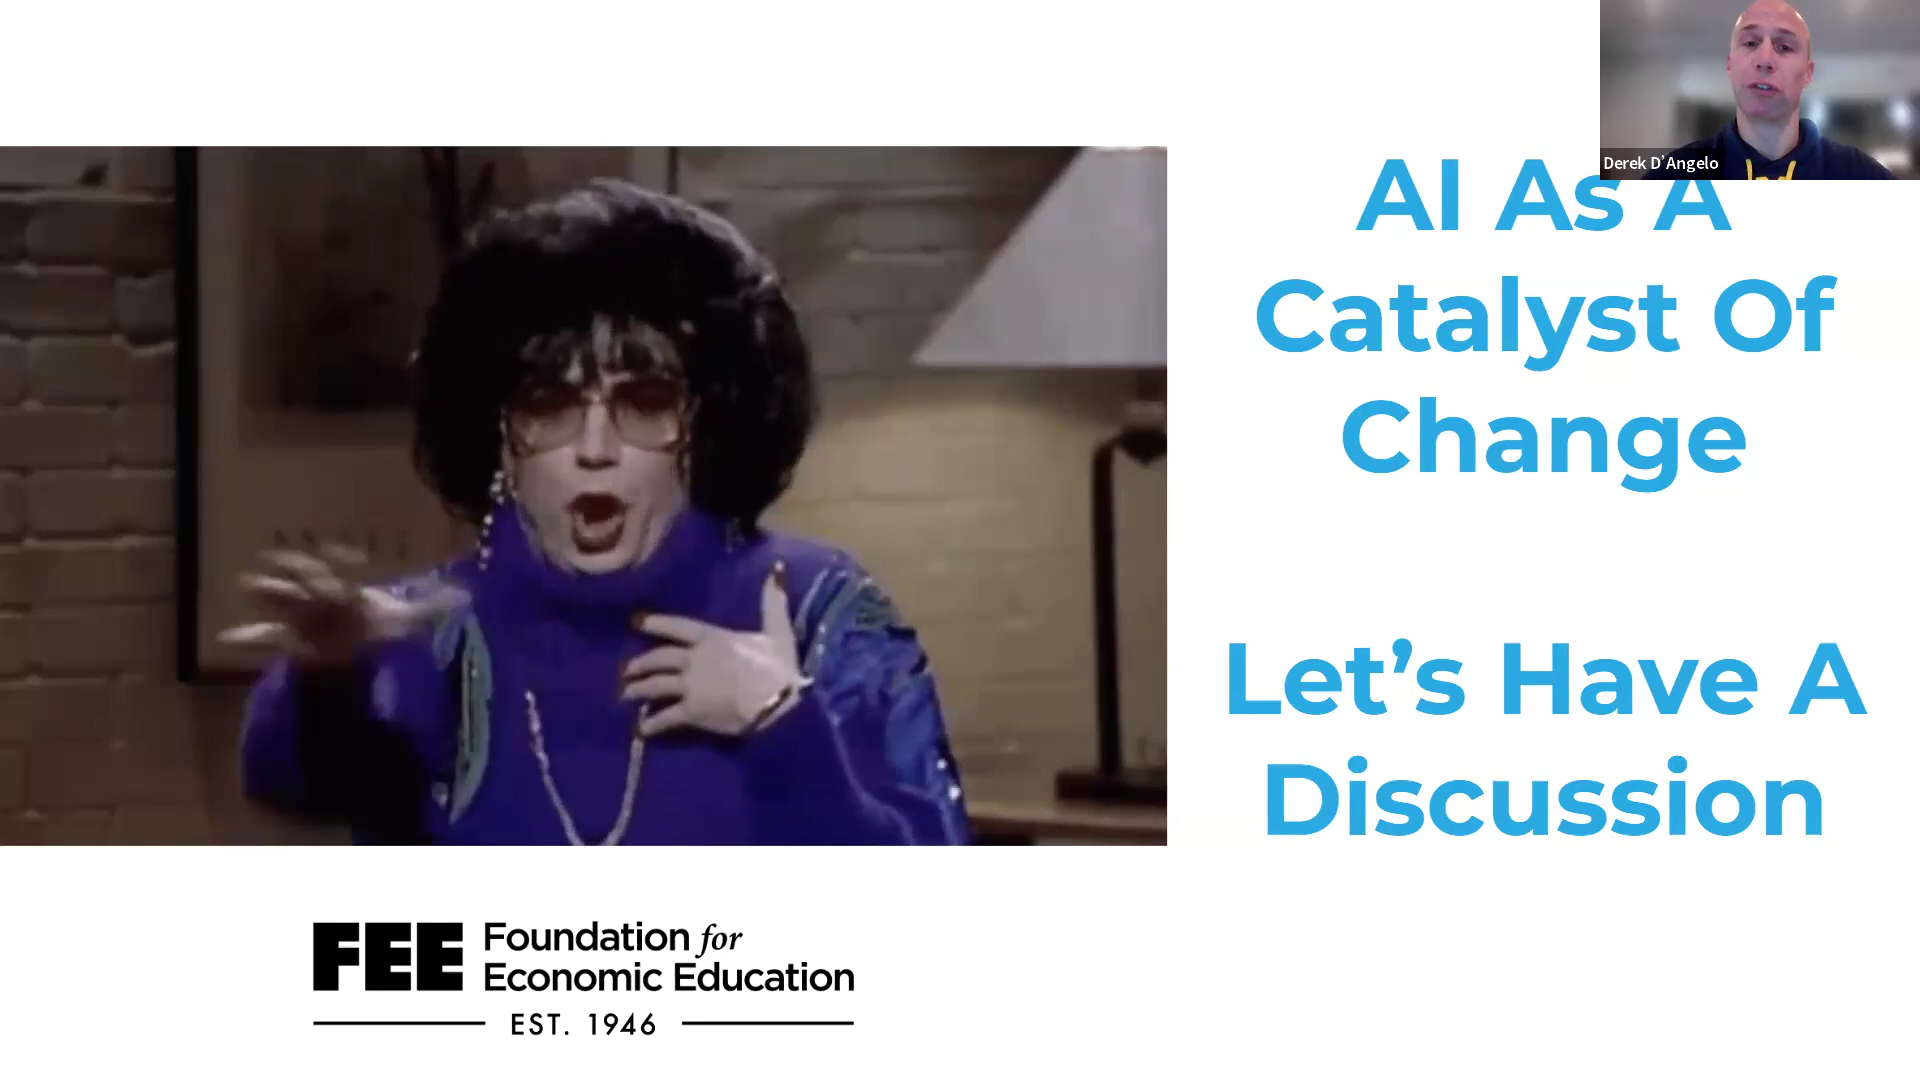 Derek D’Angelo
AI As A
Catalyst Of
Change
Let’s Have A
Discussion
FEE Foundation for
Economic Education
EST. 1946